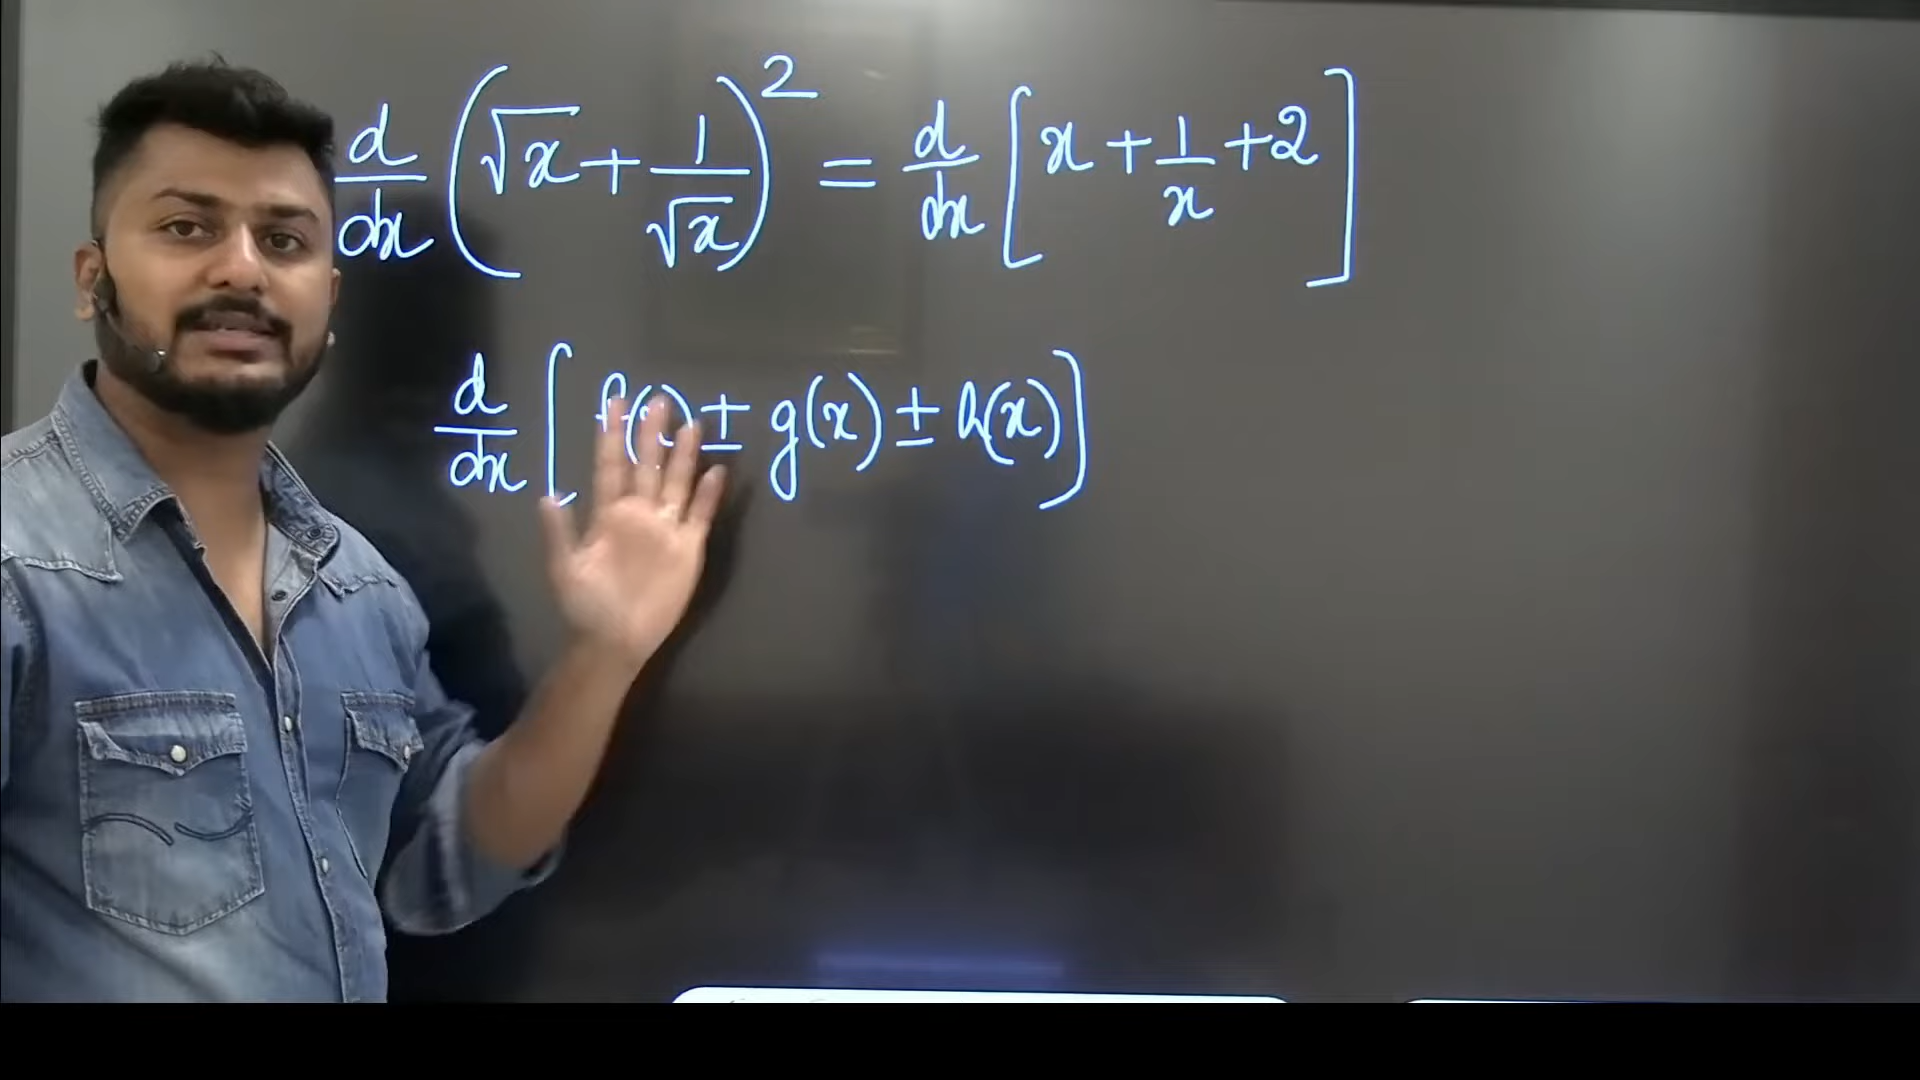 d/dx (√x + 1/√x)² = d/dx [x + 1/x + 2]
d/dx [f(x) ± g(x) ± h(x)]